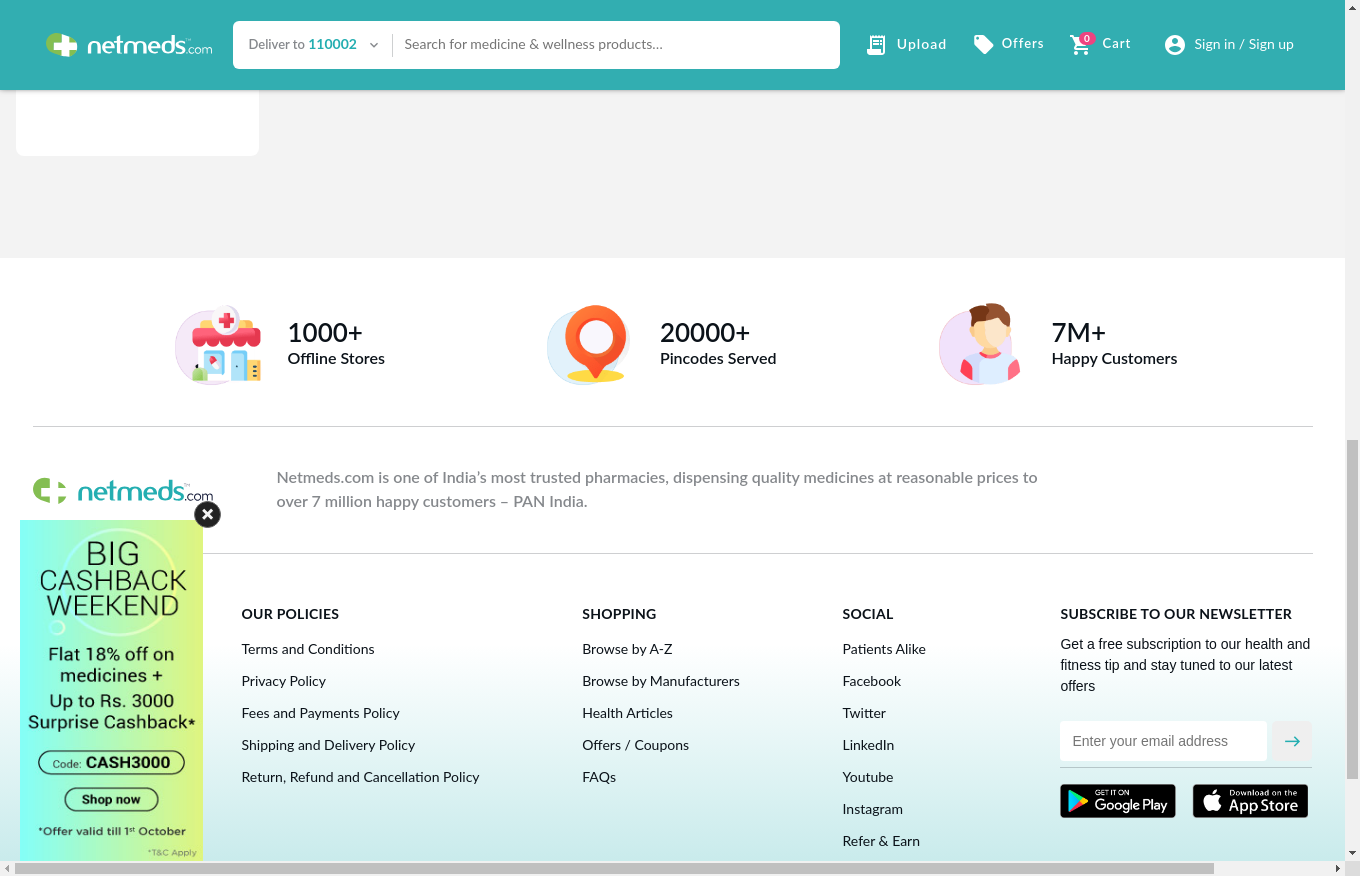 netmeds.com™
Deliver to 110002
Search for medicine & wellness products...
Upload
Offers
0
Cart
Sign in / Sign up
1000+
Offline Stores
20000+
Pincodes Served
7M+
Happy Customers
netmeds.com™
Netmeds.com is one of India’s most trusted pharmacies, dispensing quality medicines at reasonable prices to
over 7 million happy customers – PAN India.
BIG
CASHBACK
WEEKEND
Flat 18% off on
medicines +
Up to Rs. 3000
Surprise Cashback*
Code: CASH3000
Shop now
*Offer valid till 1st October
*T&C Apply
OUR POLICIES
Terms and Conditions
Privacy Policy
Fees and Payments Policy
Shipping and Delivery Policy
Return, Refund and Cancellation Policy
SHOPPING
Browse by A-Z
Browse by Manufacturers
Health Articles
Offers / Coupons
FAQs
SOCIAL
Patients Alike
Facebook
Twitter
LinkedIn
Youtube
Instagram
Refer & Earn
SUBSCRIBE TO OUR NEWSLETTER
Get a free subscription to our health and
fitness tip and stay tuned to our latest
offers
Enter your email address
GET IT ON
Google Play
Download on the
App Store